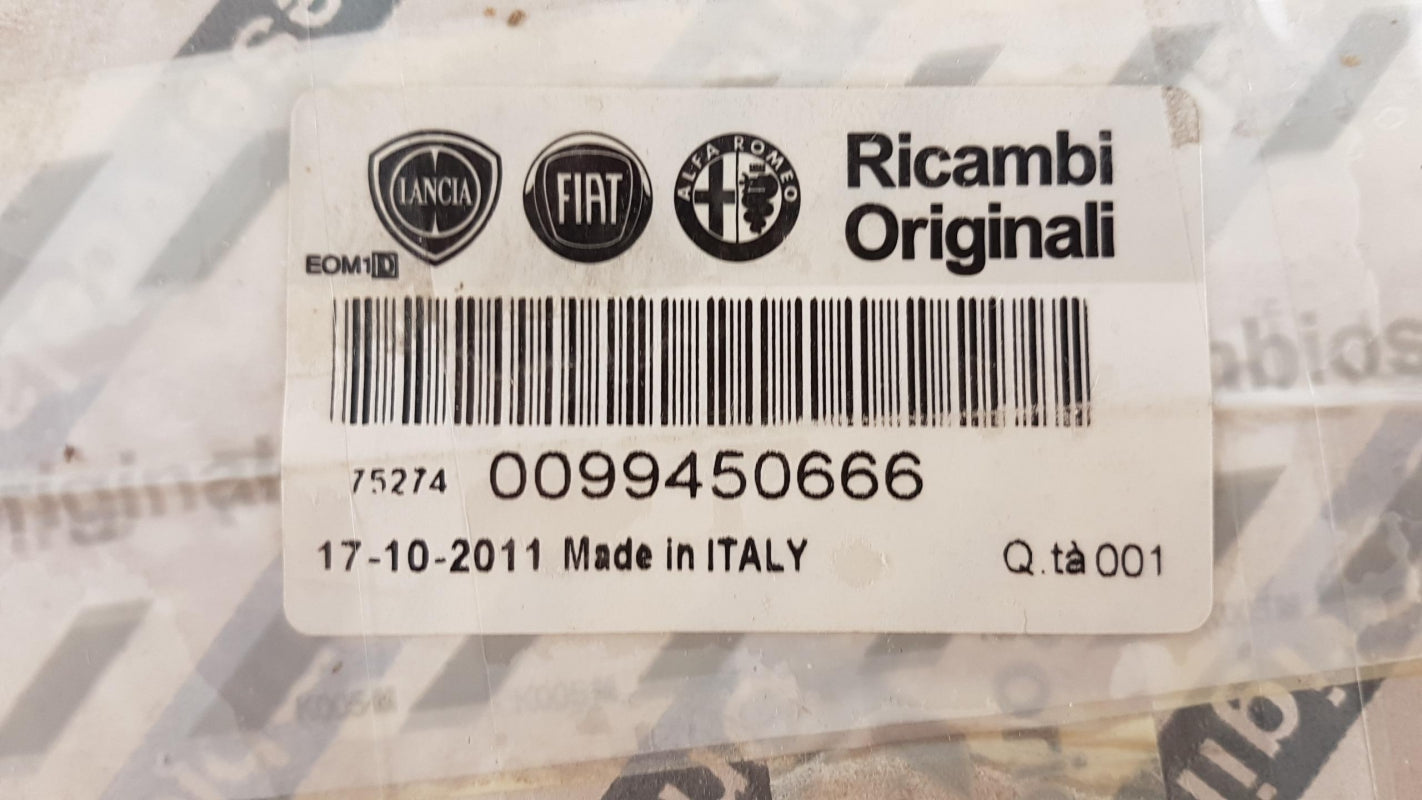 LANCIA
FIAT
ALFA ROMEO
Ricambi
Originali
EOM1D
75274 0099450666
17-10-2011 Made in ITALY Q.tà 001